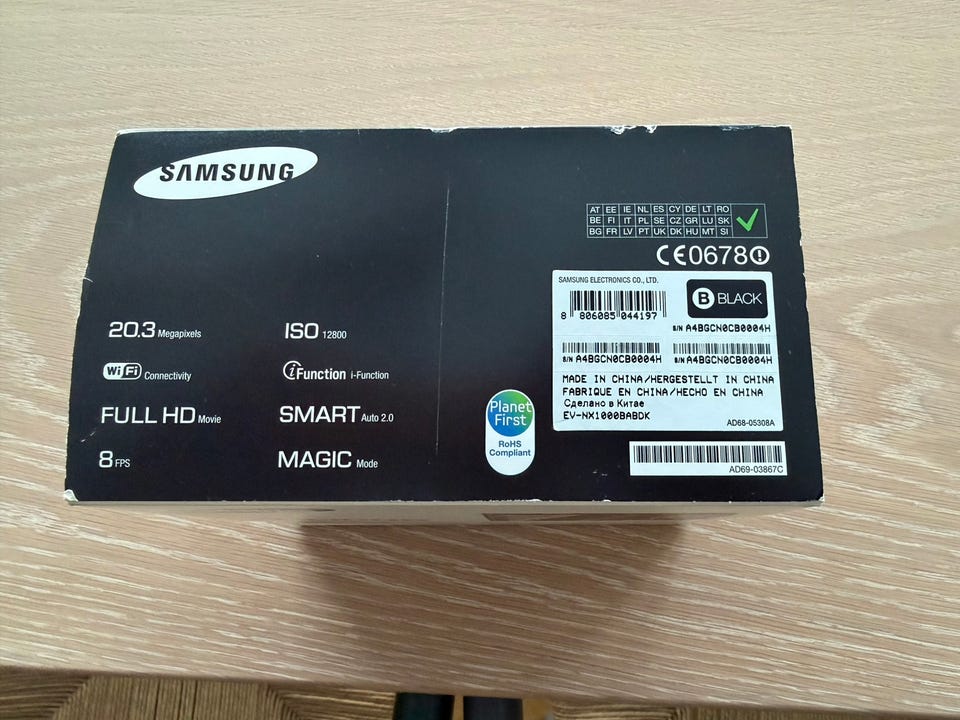 SAMSUNG
20.3 Megapixels
ISO 12800
Wi Fi Connectivity
iFunction i-Function
FULL HD Movie
SMART Auto 2.0
8 FPS
MAGIC Mode
Planet
First
RoHS
Compliant
AT EE IE NL ES CY DE LT RO
BE FI IT PL SE CZ GR LU SK
BG FR LV PT UK DK HU MT SI
CE0678
SAMSUNG ELECTRONICS CO., LTD.
B BLACK
8 806085 044197
S/N A4BGCN0CB0004H
S/N A4BGCN0CB0004H
S/N A4BGCN0CB0004H
MADE IN CHINA/HERGESTELLT IN CHINA
FABRIQUE EN CHINA/HECHO EN CHINA
Сделано в Китае
EV-NX1000BABDK
AD68-05308A
AD69-03867C